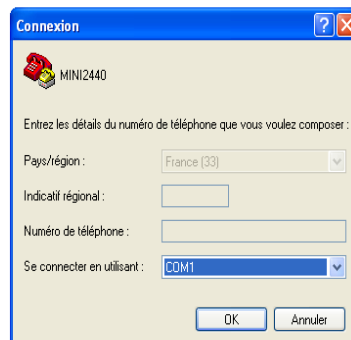 Connexion
MINI2440
Entrez les détails du numéro de téléphone que vous voulez composer :
Pays/région : France (33)
Indicatif régional :
Numéro de téléphone :
Se connecter en utilisant : COM1
OK Annuler